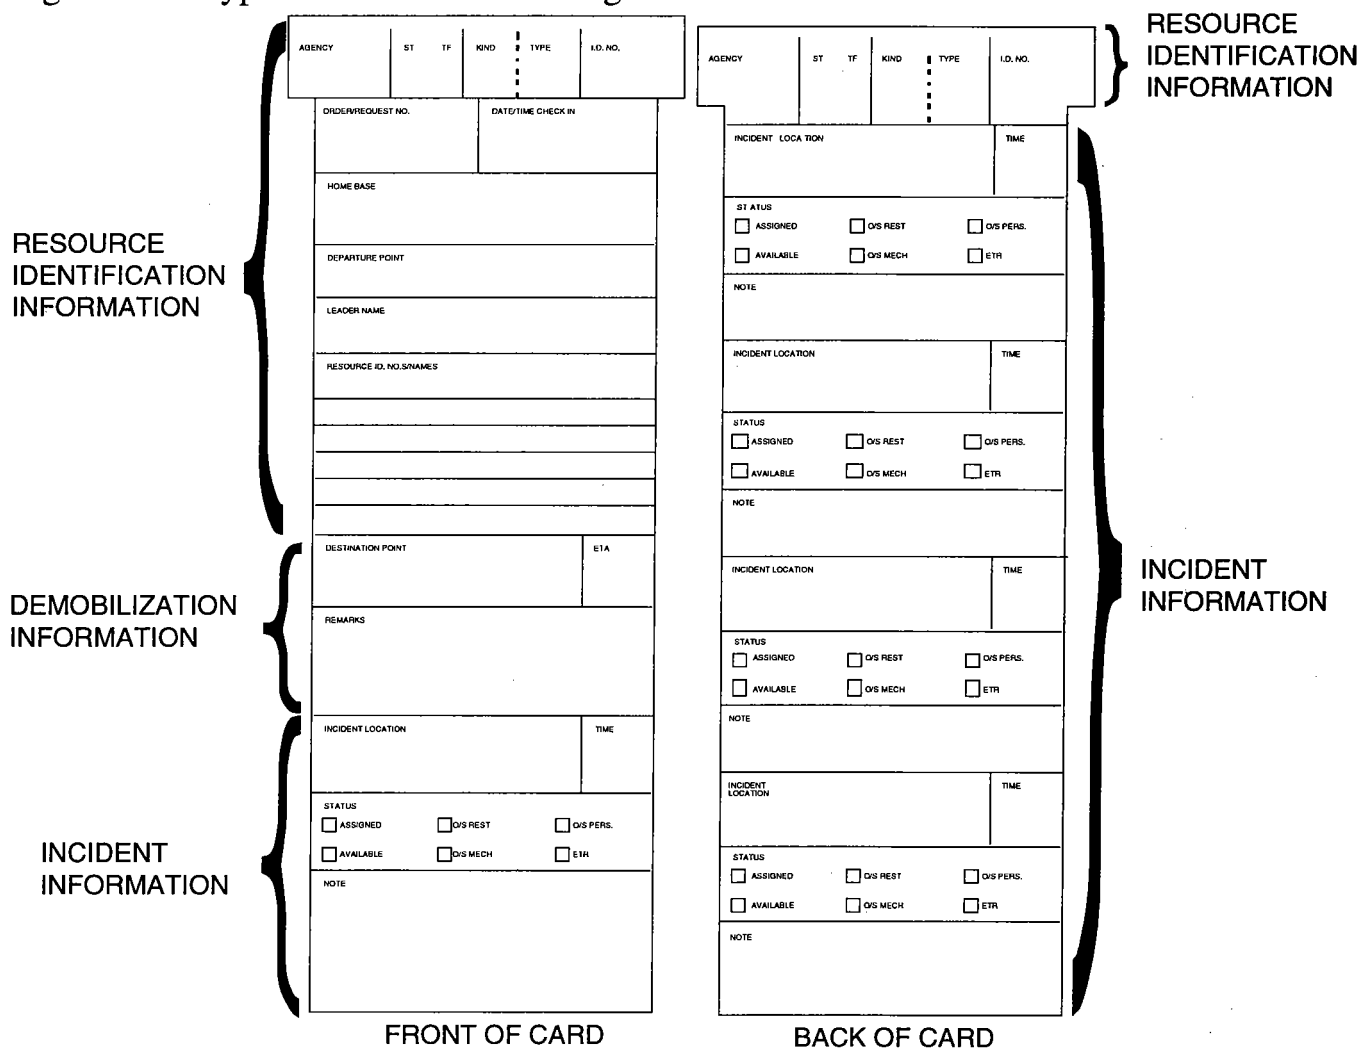 RESOURCE
IDENTIFICATION
INFORMATION
AGENCY ST TF KIND TYPE I.D. NO.
ORDER/REQUEST NO. DATE/TIME CHECK IN
HOME BASE
DEPARTURE POINT
LEADER NAME
RESOURCE ID. NO.S/NAMES
DEMOBILIZATION
INFORMATION
DESTINATION POINT ETA
REMARKS
INCIDENT
INFORMATION
INCIDENT LOCATION TIME
STATUS
ASSIGNED O/S REST O/S PERS.
AVAILABLE O/S MECH ETR
NOTE
FRONT OF CARD
AGENCY ST TF KIND TYPE I.D. NO.
RESOURCE
IDENTIFICATION
INFORMATION
INCIDENT LOCATION TIME
STATUS
ASSIGNED O/S REST O/S PERS.
AVAILABLE O/S MECH ETR
NOTE
INCIDENT LOCATION TIME
STATUS
ASSIGNED O/S REST O/S PERS.
AVAILABLE O/S MECH ETR
NOTE
INCIDENT LOCATION TIME
STATUS
ASSIGNED O/S REST O/S PERS.
AVAILABLE O/S MECH ETR
NOTE
INCIDENT
LOCATION TIME
STATUS
ASSIGNED O/S REST O/S PERS.
AVAILABLE O/S MECH ETR
NOTE
INCIDENT
INFORMATION
BACK OF CARD